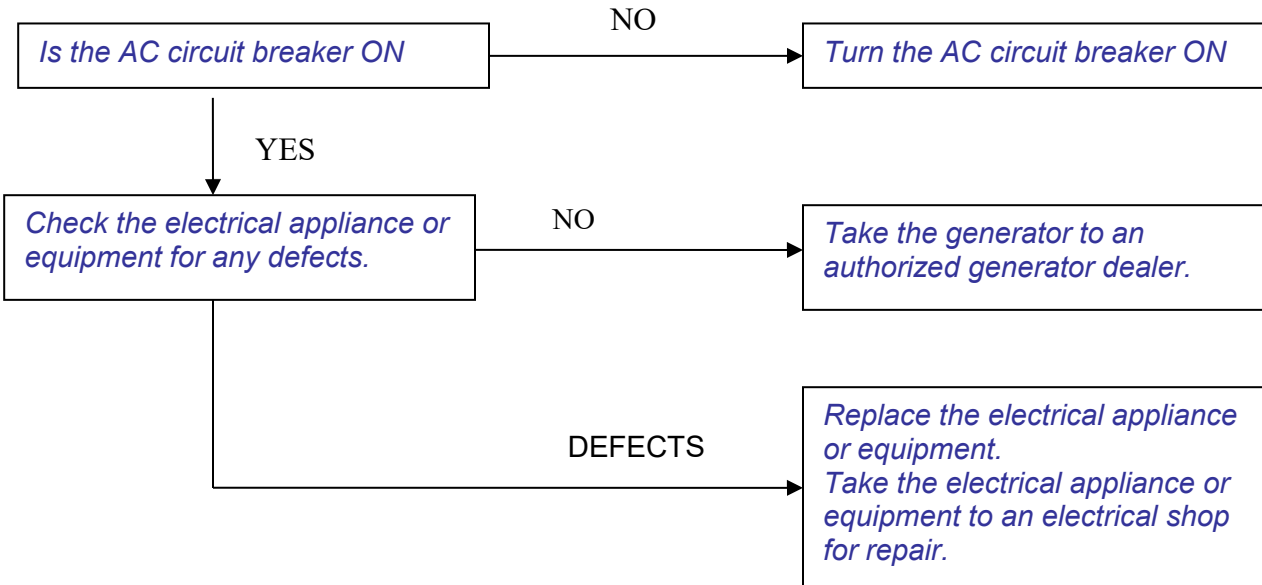 NO
Is the AC circuit breaker ON
Turn the AC circuit breaker ON
YES
Check the electrical appliance or
equipment for any defects.
NO
Take the generator to an
authorized generator dealer.
DEFECTS
Replace the electrical appliance
or equipment.
Take the electrical appliance or
equipment to an electrical shop
for repair.